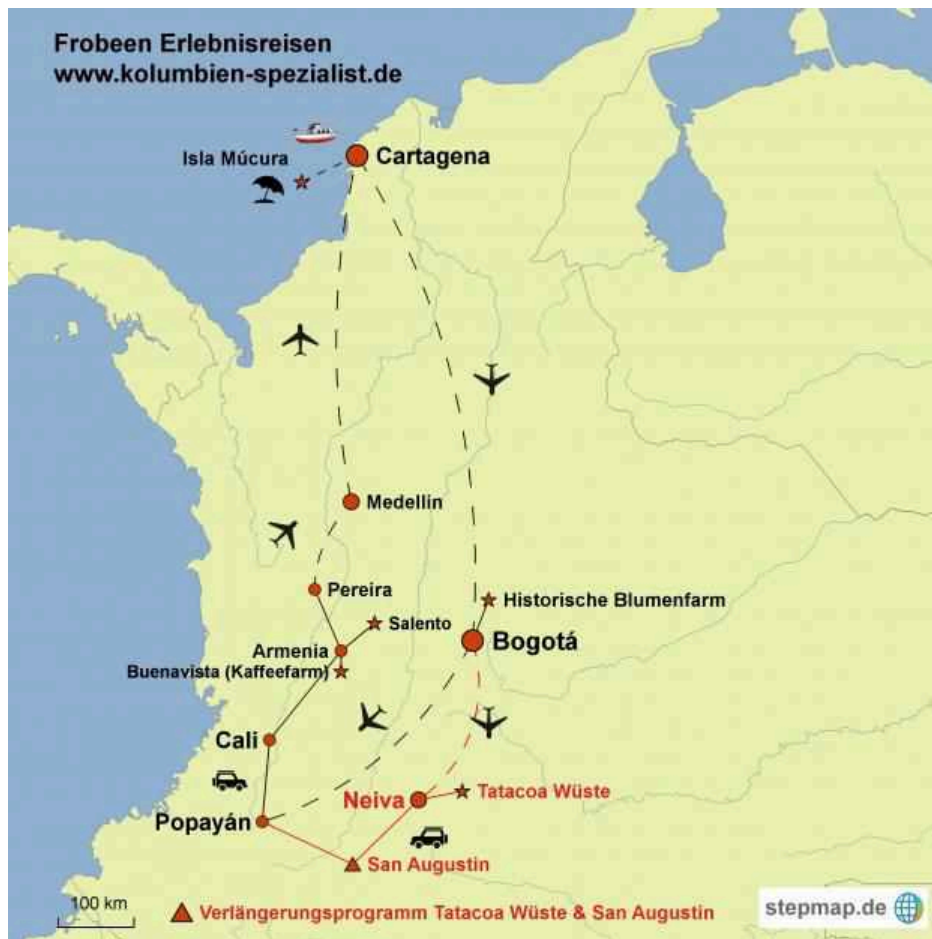 Frobeen Erlebnisreisen
www.kolumbien-spezialist.de
Isla Múcura
Cartagena
Medellin
Pereira
Historische Blumenfarm
Salento
Bogotá
Armenia
Buenavista (Kaffeefarm)
Cali
Neiva
Tatacoa Wüste
Popayán
San Augustin
100 km
Verlängerungsprogramm Tatacoa Wüste & San Augustin
stepmap.de